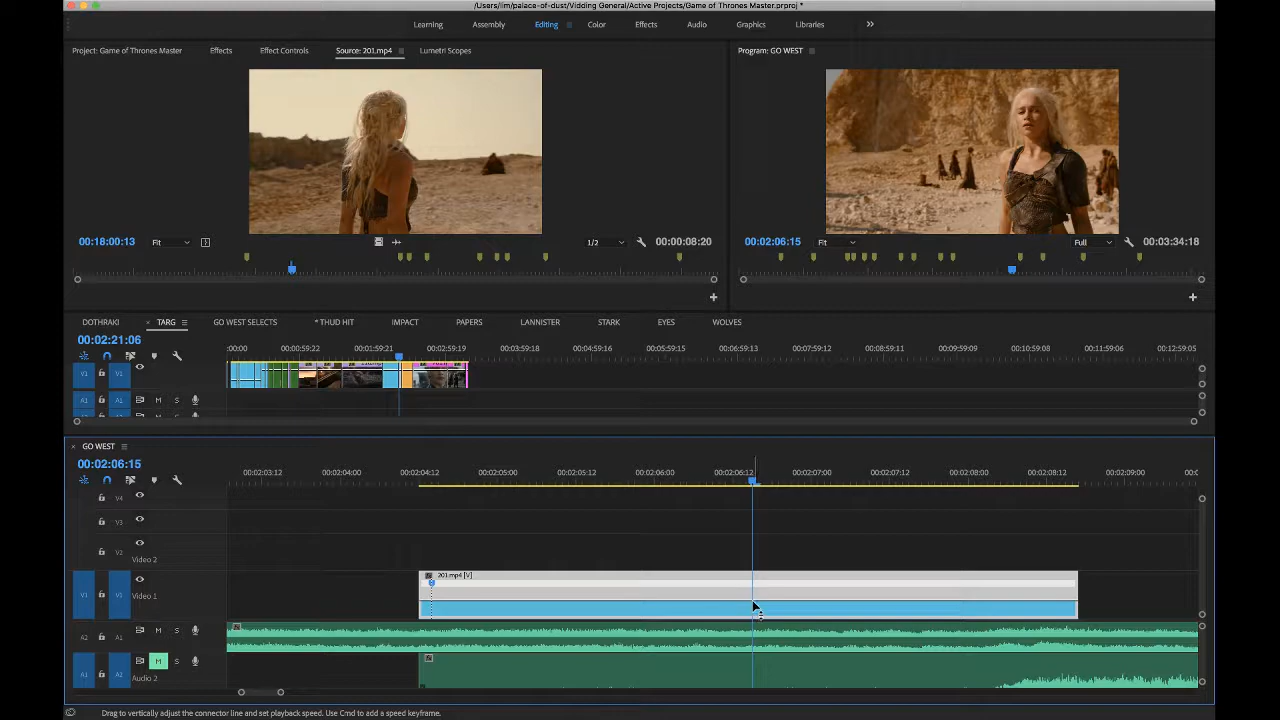 /Users/lim/palace-of-dust/Vidding General/Active Projects/Game of Thrones Master.prproj *
Learning Assembly Editing Color Effects Audio Graphics Libraries
Project: Game of Thrones Master Effects Effect Controls Source: 201.mp4 Lumetri Scopes
Program: GO WEST
00:18:00:13 Fit 1/2 00:00:08:20
00:02:06:15 Fit Full 00:03:34:18
DOTHRAKI × TARG GO WEST SELECTS * THUD HIT IMPACT PAPERS LANNISTER STARK EYES WOLVES
00:02:21:06
:00:00 00:00:59:22 00:01:59:21 00:02:59:19 00:03:59:18 00:04:59:16 00:05:59:15 00:06:59:13 00:07:59:12 00:08:59:11 00:09:59:09 00:10:59:08 00:11:59:06 00:12:59:05
V1 V1
A1 A1 M S
× GO WEST
00:02:06:15
00:02:03:12 00:02:04:00 00:02:04:12 00:02:05:00 00:02:05:12 00:02:06:00 00:02:06:12 00:02:07:00 00:02:07:12 00:02:08:00 00:02:08:12 00:02:09:00 00:0
V4
V3
V2
Video 2
201.mp4 [V]
V1 V1 Video 1
A2 A1 M S
M S
A1 A2 Audio 2
Drag to vertically adjust the connector line and set playback speed. Use Cmd to add a speed keyframe.